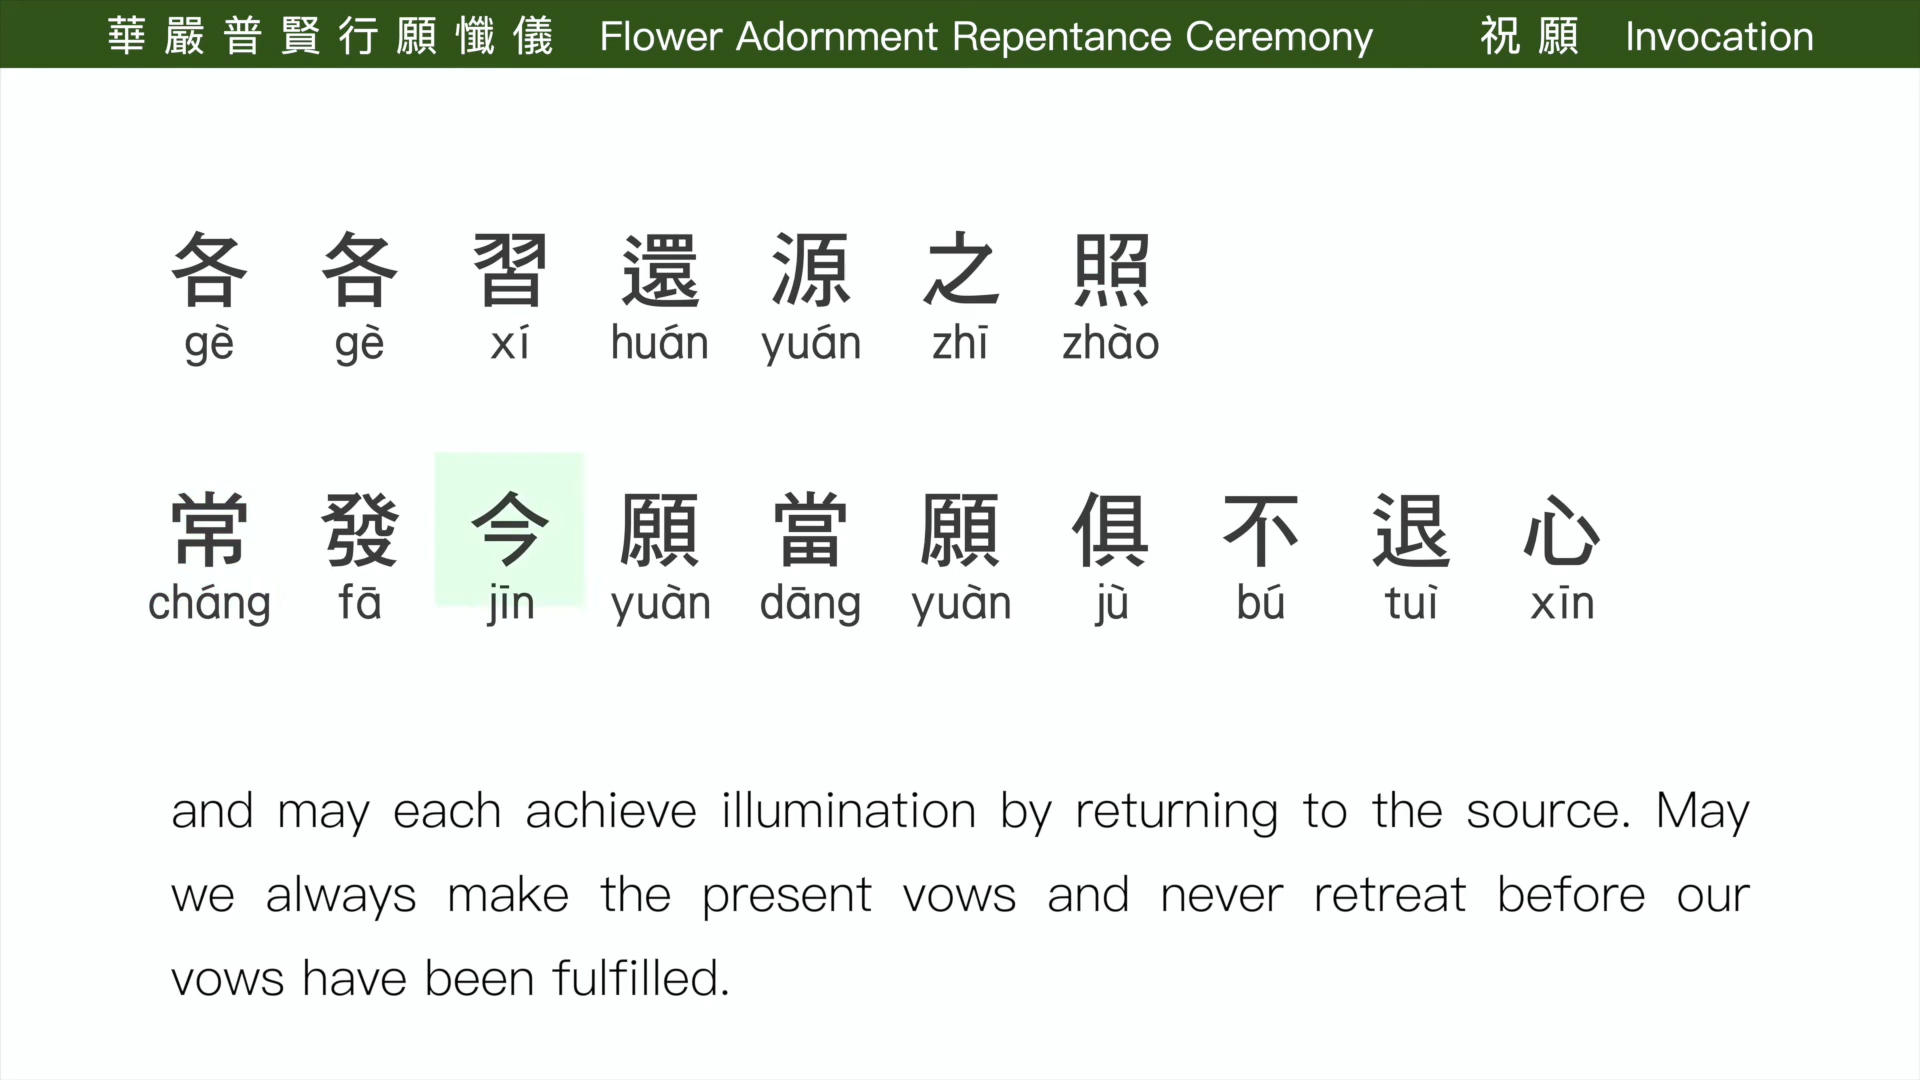 華嚴普賢行願懺儀 Flower Adornment Repentance Ceremony 祝願 Invocation
各各習還源之照
gè gè xí huán yuán zhī zhào
常發今願當願俱不退心
cháng fā jīn yuàn dāng yuàn jù bú tuì xīn
and may each achieve illumination by returning to the source. May
we always make the present vows and never retreat before our
vows have been fulfilled.